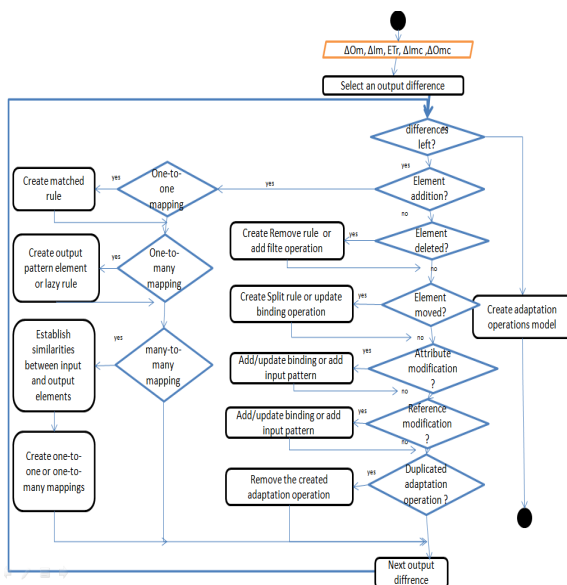 ΔOm, ΔIm, ETr, ΔImc ,ΔOmc
Select an output difference
differences
left?
yes
Element
addition?
yes
One-to-
one
mapping
yes
Create matched
rule
no
Element
deleted?
yes
Create Remove rule or
add filte operation
One-to-
many
mapping
yes
Create output
pattern element
or lazy rule
no
Element
moved?
yes
Create Split rule or update
binding operation
Create adaptation
operations model
many-to-
many
mapping
yes
Establish
similarities
between input
and output
elements
no
Attribute
modification
?
yes
Add/update binding or add
input pattern
no
Reference
modification
?
yes
Add/update binding or add
input pattern
Create one-to-
one or one-to-
many mappings
no
Duplicated
adaptation
operation ?
yes
Remove the created
adaptation operation
Next output
diffrence